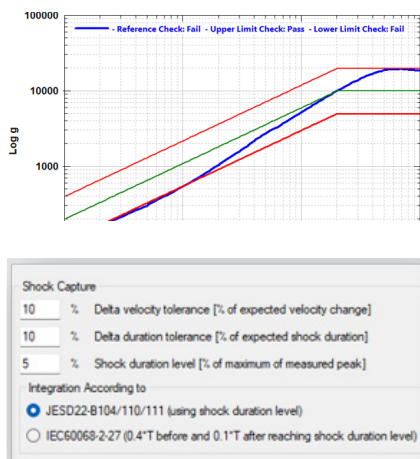 100000
- Reference Check: Fail - Upper Limit Check: Pass - Lower Limit Check: Fail
10000
Log g
1000
Shock Capture
10 % Delta velocity tolerance [% of expected velocity change]
10 % Delta duration tolerance [% of expected shock duration]
5 % Shock duration level [% of maximum of measured peak]
Integration According to
JESD22-B104/110/111 (using shock duration level)
IEC60068-2-27 (0.4*T before and 0.1*T after reaching shock duration level)